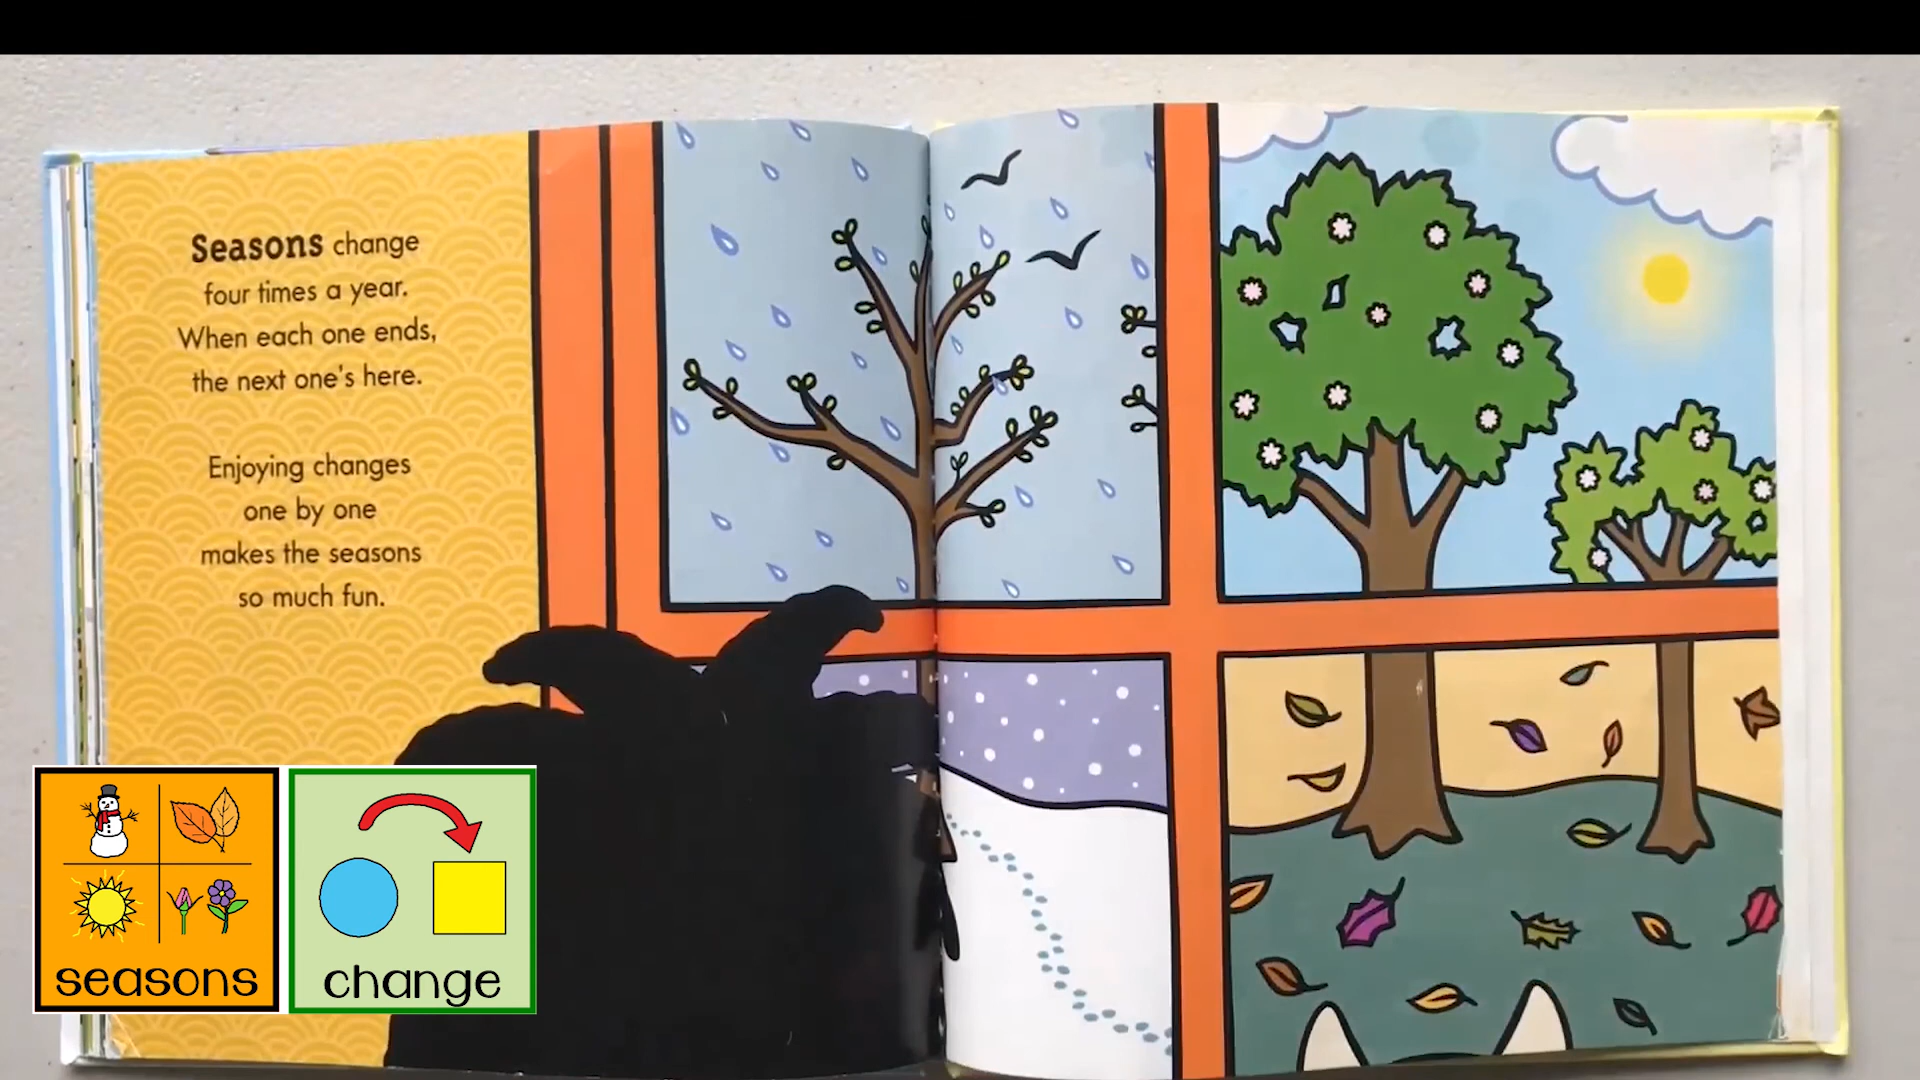 Seasons change
four times a year.
When each one ends,
the next one's here.
Enjoying changes
one by one
makes the seasons
so much fun.
seasons
change